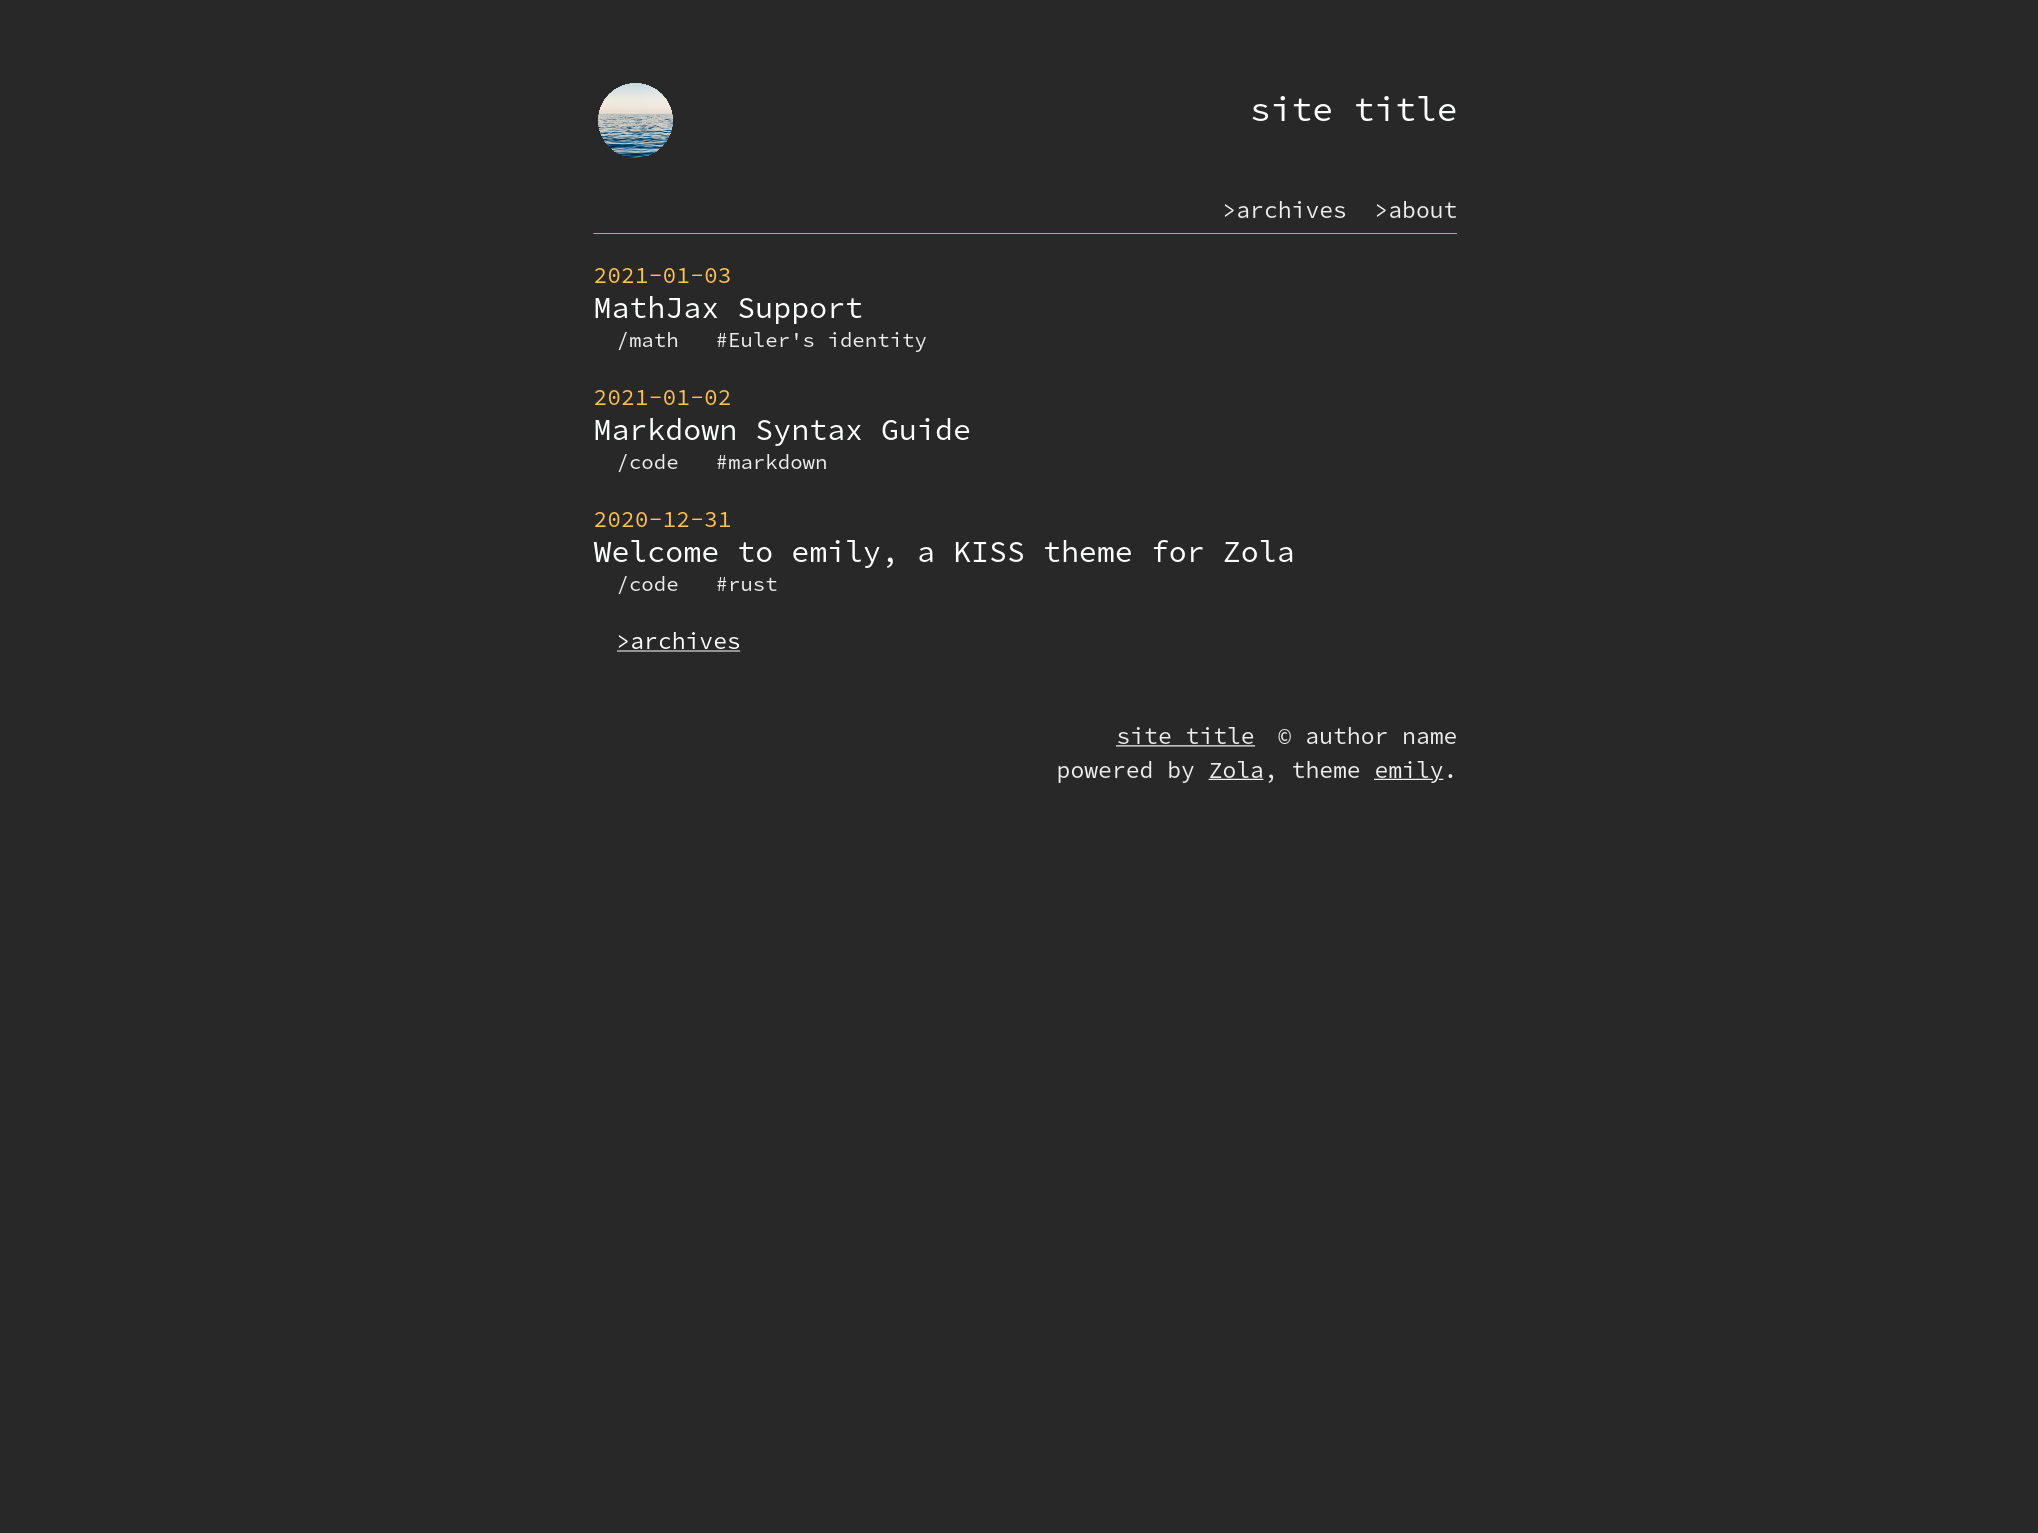 site title
>archives >about
2021-01-03
MathJax Support
/math #Euler's identity
2021-01-02
Markdown Syntax Guide
/code #markdown
2020-12-31
Welcome to emily, a KISS theme for Zola
/code #rust
>archives
site title © author name
powered by Zola, theme emily.